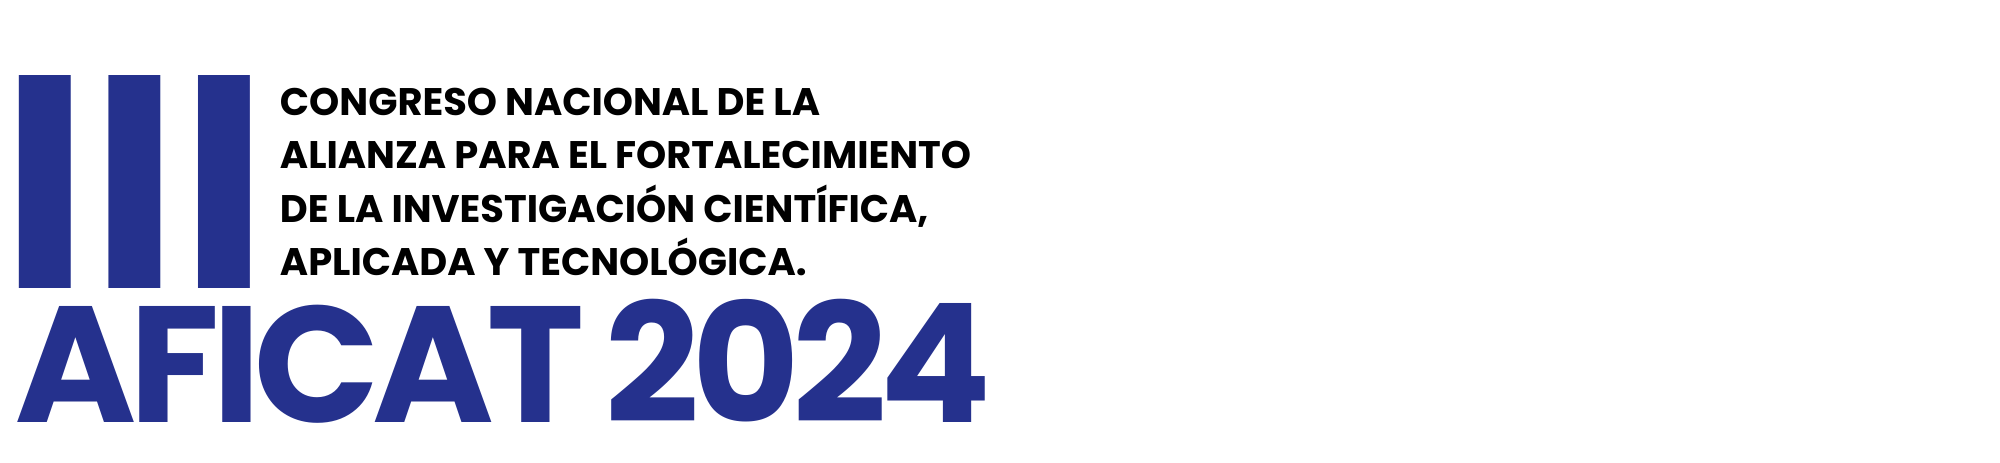 III
CONGRESO NACIONAL DE LA
ALIANZA PARA EL FORTALECIMIENTO
DE LA INVESTIGACIÓN CIENTÍFICA,
APLICADA Y TECNOLÓGICA.
AFICAT 2024